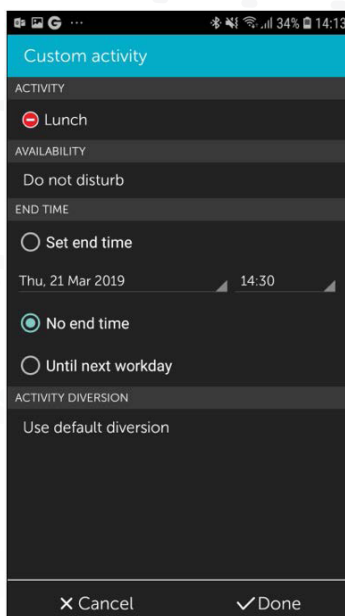 34% 14:13
Custom activity
ACTIVITY
Lunch
AVAILABILITY
Do not disturb
END TIME
Set end time
Thu, 21 Mar 2019 14:30
No end time
Until next workday
ACTIVITY DIVERSION
Use default diversion
Cancel Done